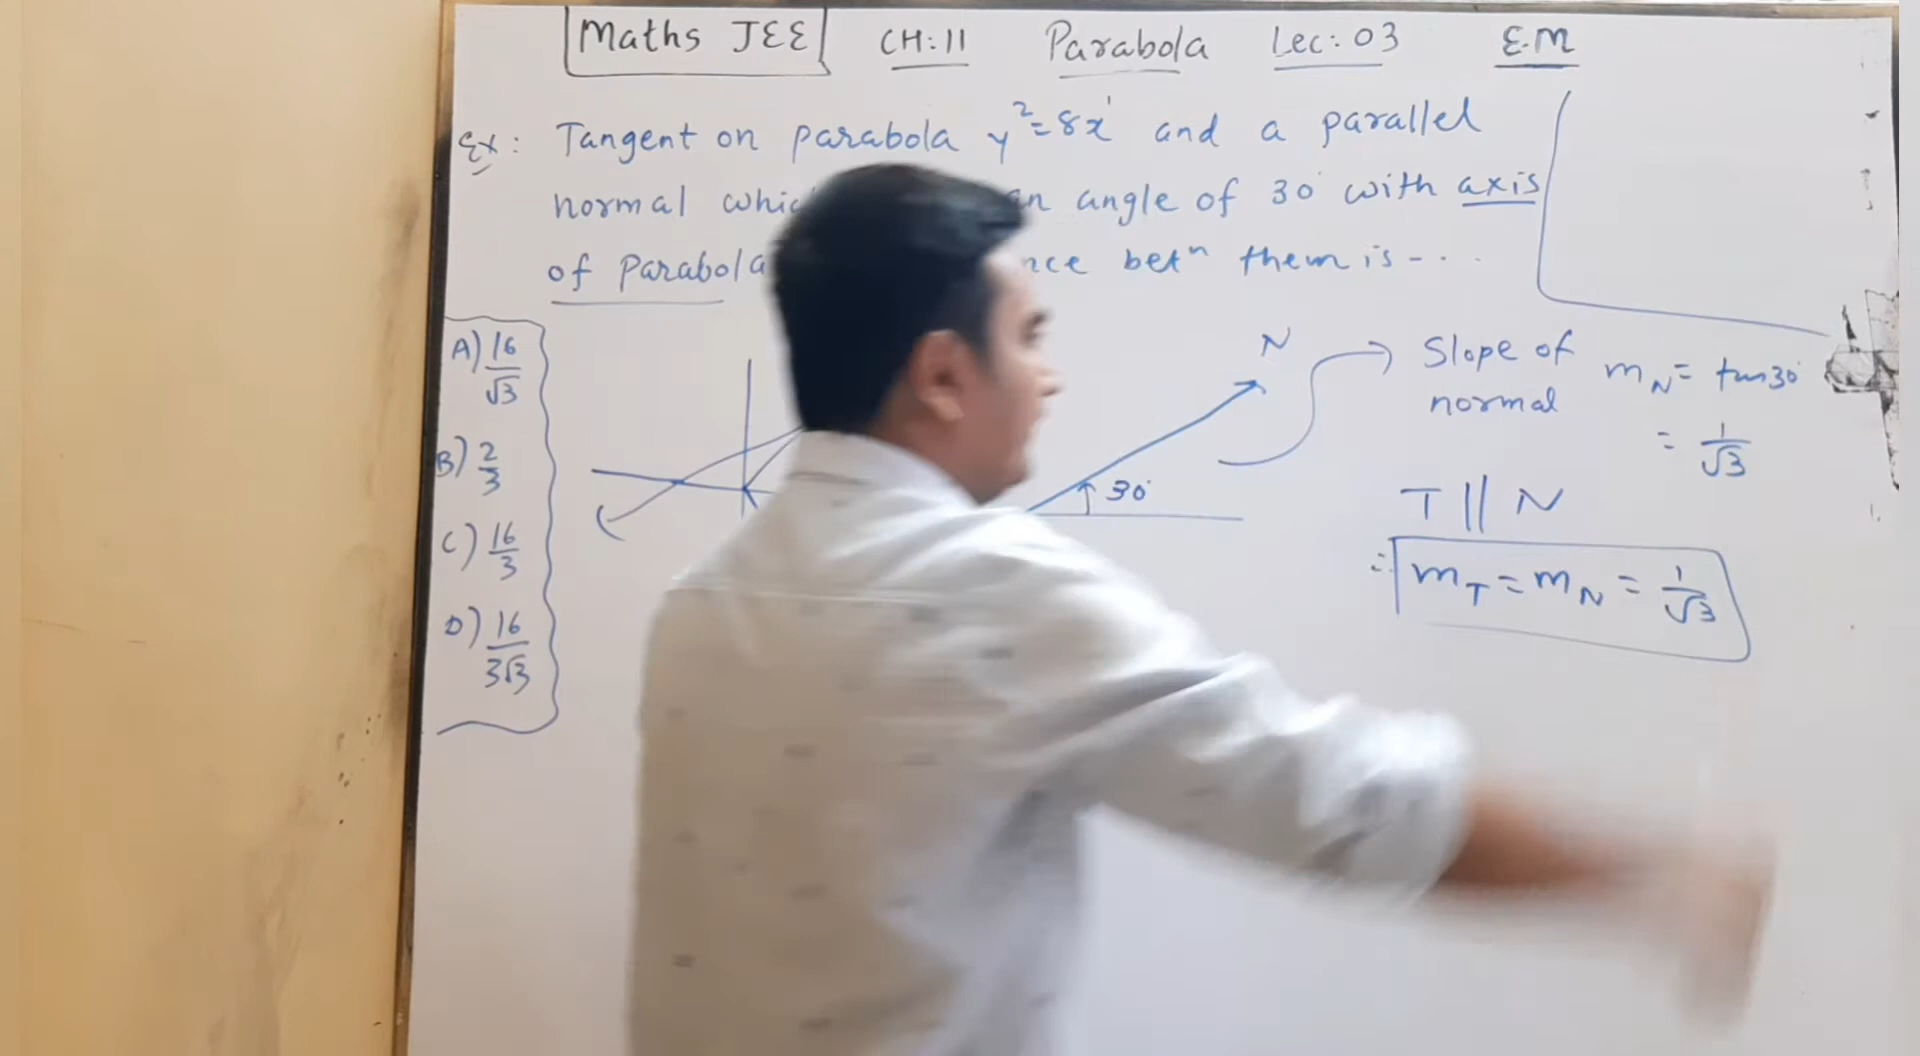 Maths JEE CH: 11 Parabola Lec: 03 E.M
Ex: Tangent on parabola y²=8x and a parallel
normal an angle of 30° with axis
of Parabola betⁿ them is - - .
A) 16/√3
B) 2/3
C) 16/3
D) 16/3√3
N
30°
Slope of
normal
m_N = tan30°
= 1/√3
T || N
∴ m_T = m_N = 1/√3